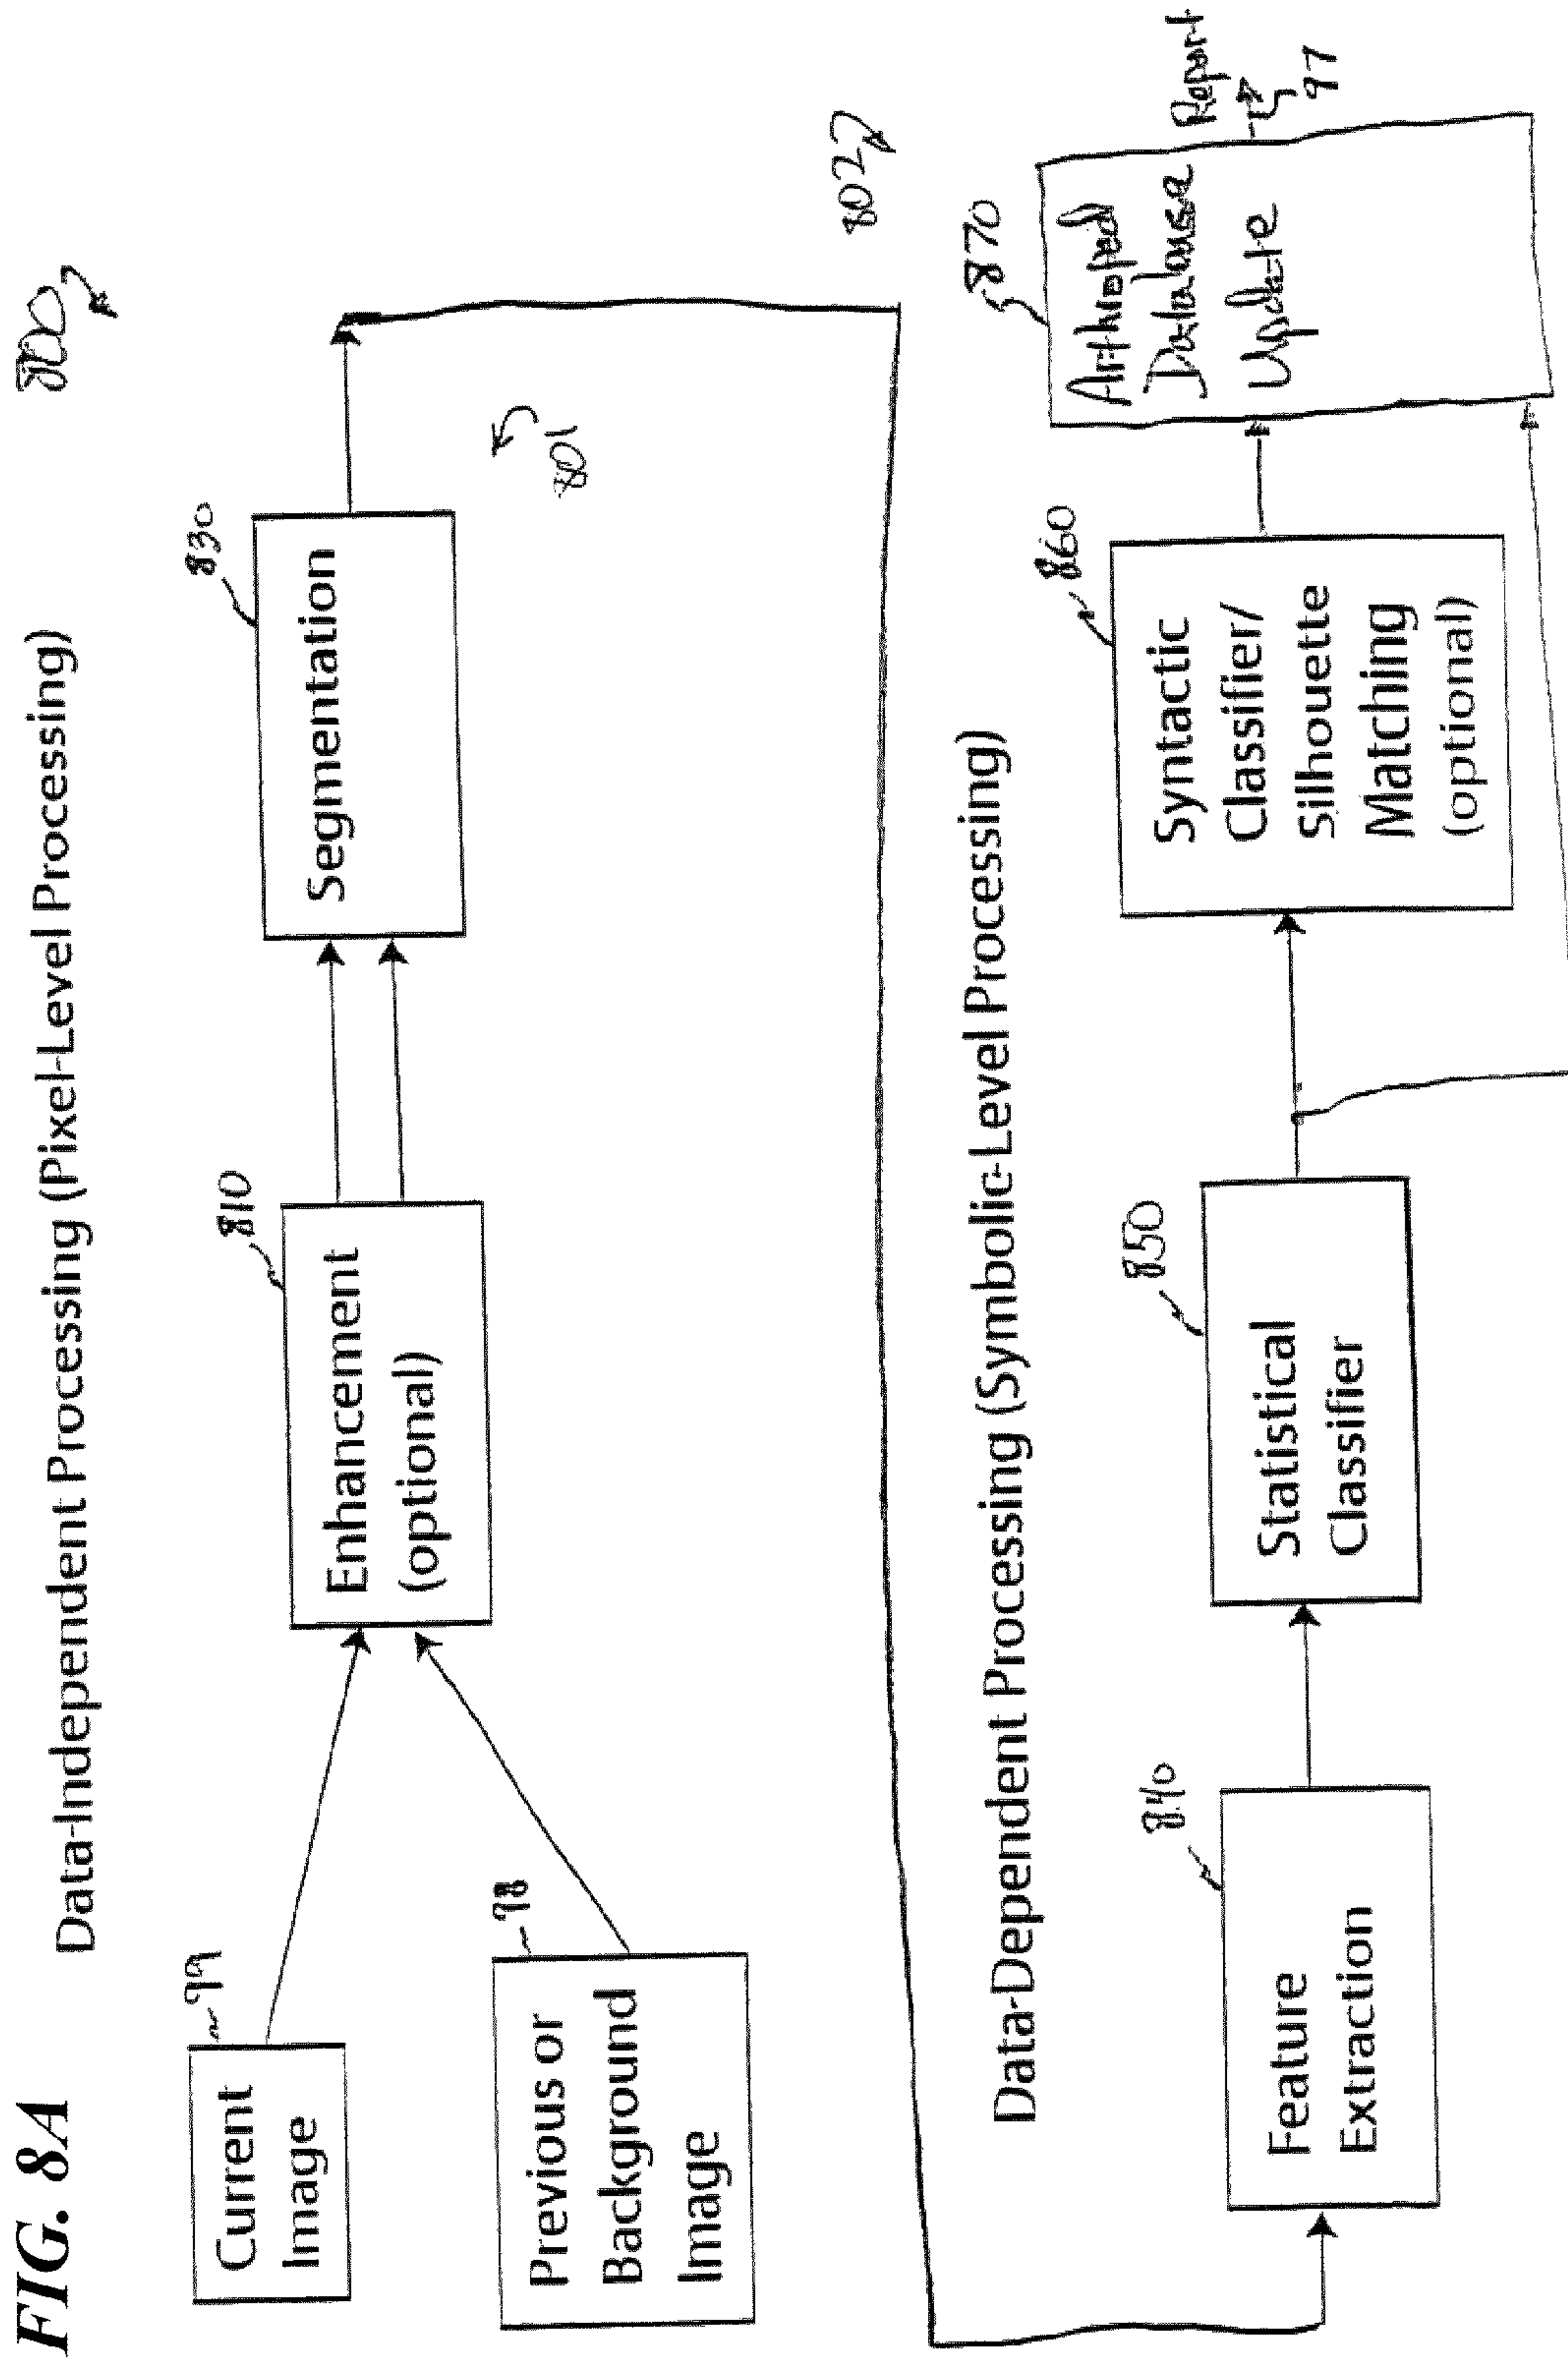 FIG. 8A
800
Data-Independent Processing (Pixel-Level Processing)
99
Current
Image
98
Previous or
Background
Image
810
Enhancement
(optional)
830
Segmentation
801
802
Data-Dependent Processing (Symbolic-Level Processing)
840
Feature
Extraction
850
Statistical
Classifier
860
Syntactic
Classifier/
Silhouette
Matching
(optional)
870
Arthropod
Database
Update
Report
97